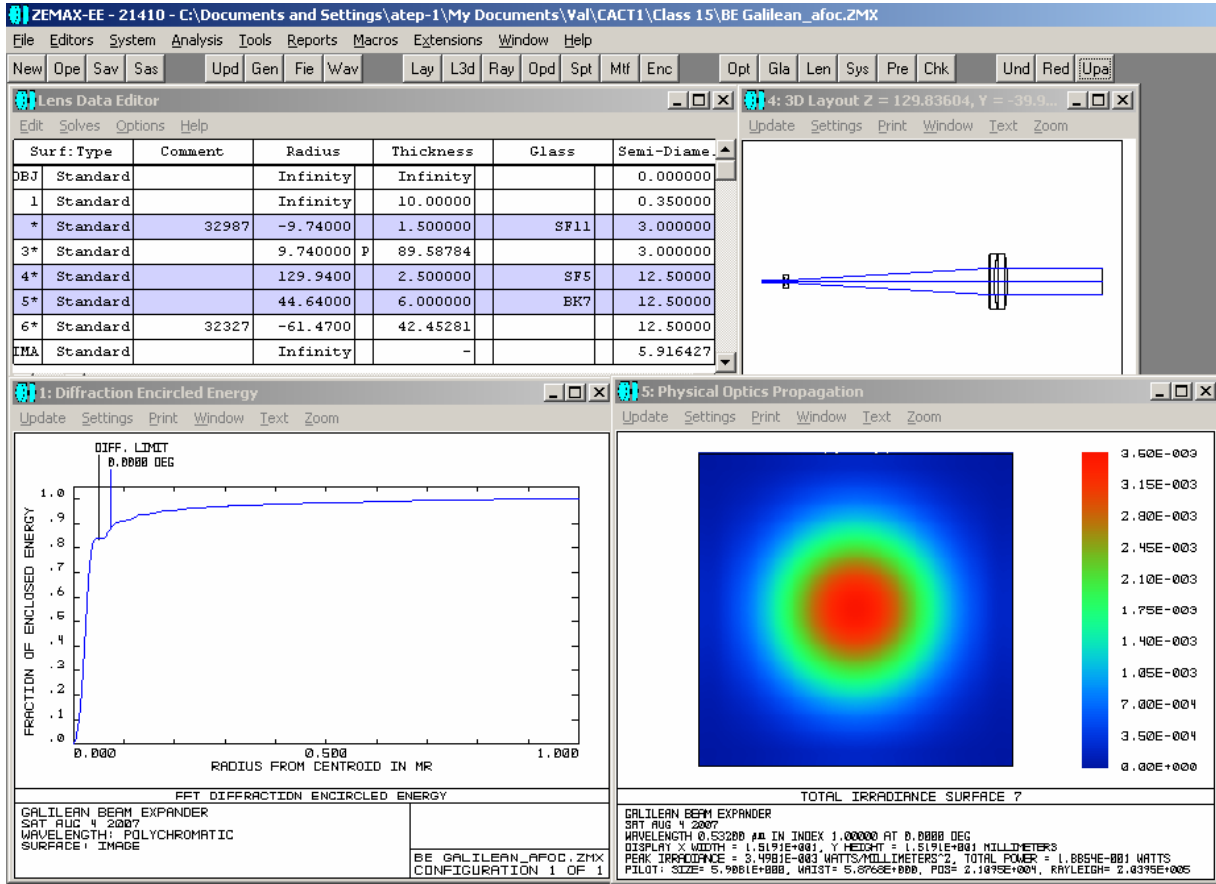 ZEMAX-EE - 21410 - C:\Documents and Settings\atep-1\My Documents\Val\CACT1\Class 15\BE Galilean_afoc.ZMX
File Editors System Analysis Tools Reports Macros Extensions Window Help
New Ope Sav Sas Upd Gen Fie Wav Lay L3d Ray Opd Spt Mtf Enc Opt Gla Len Sys Pre Chk Und Red Upa
Lens Data Editor
Edit Solves Options Help
Surf:Type Comment Radius Thickness Glass Semi-Diame
OBJ Standard Infinity Infinity 0.000000
1 Standard Infinity 10.00000 0.350000
* Standard 32987 -9.74000 1.500000 SF11 3.000000
3* Standard 9.740000 P 89.58784 3.000000
4* Standard 129.9400 2.500000 SF5 12.50000
5* Standard 44.64000 6.000000 BK7 12.50000
6* Standard 32327 -61.4700 42.45281 12.50000
IMA Standard Infinity - 5.916427
4: 3D Layout Z = 129.83604, Y = -39.9...
Update Settings Print Window Text Zoom
1: Diffraction Encircled Energy
Update Settings Print Window Text Zoom
DIFF. LIMIT
0.0000 DEG
1.0
.9
.8
.7
.6
.5
.4
.3
.2
.1
.0
FRACTION OF ENCLOSED ENERGY
0.000 0.500 1.000
RADIUS FROM CENTROID IN MR
FFT DIFFRACTION ENCIRCLED ENERGY
GALILEAN BEAM EXPANDER
SAT AUG 4 2007
WAVELENGTH: POLYCHROMATIC
SURFACE: IMAGE
BE GALILEAN_AFOC.ZMX
CONFIGURATION 1 OF 1
5: Physical Optics Propagation
Update Settings Print Window Text Zoom
3.50E-003
3.15E-003
2.80E-003
2.45E-003
2.10E-003
1.75E-003
1.40E-003
1.05E-003
7.00E-004
3.50E-004
0.00E+000
TOTAL IRRADIANCE SURFACE 7
GALILEAN BEAM EXPANDER
SAT AUG 4 2007
WAVELENGTH 0.53200 µm IN INDEX 1.00000 AT 0.0000 DEG
DISPLAY X WIDTH = 1.5191E+001, Y HEIGHT = 1.5191E+001 MILLIMETERS
PEAK IRRADIANCE = 3.4981E-003 WATTS/MILLIMETERS^2, TOTAL POWER = 1.8854E-001 WATTS
PILOT: SIZE= 5.9081E+000, WAIST= 5.8768E+000, POS= 2.1095E+004, RAYLEIGH= 2.0395E+005